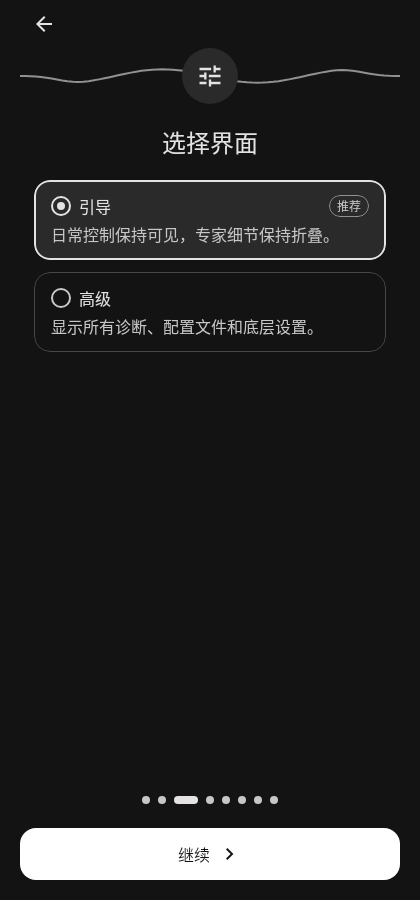 选择界面
引导
推荐
日常控制保持可见，专家细节保持折叠。
高级
显示所有诊断、配置文件和底层设置。
继续